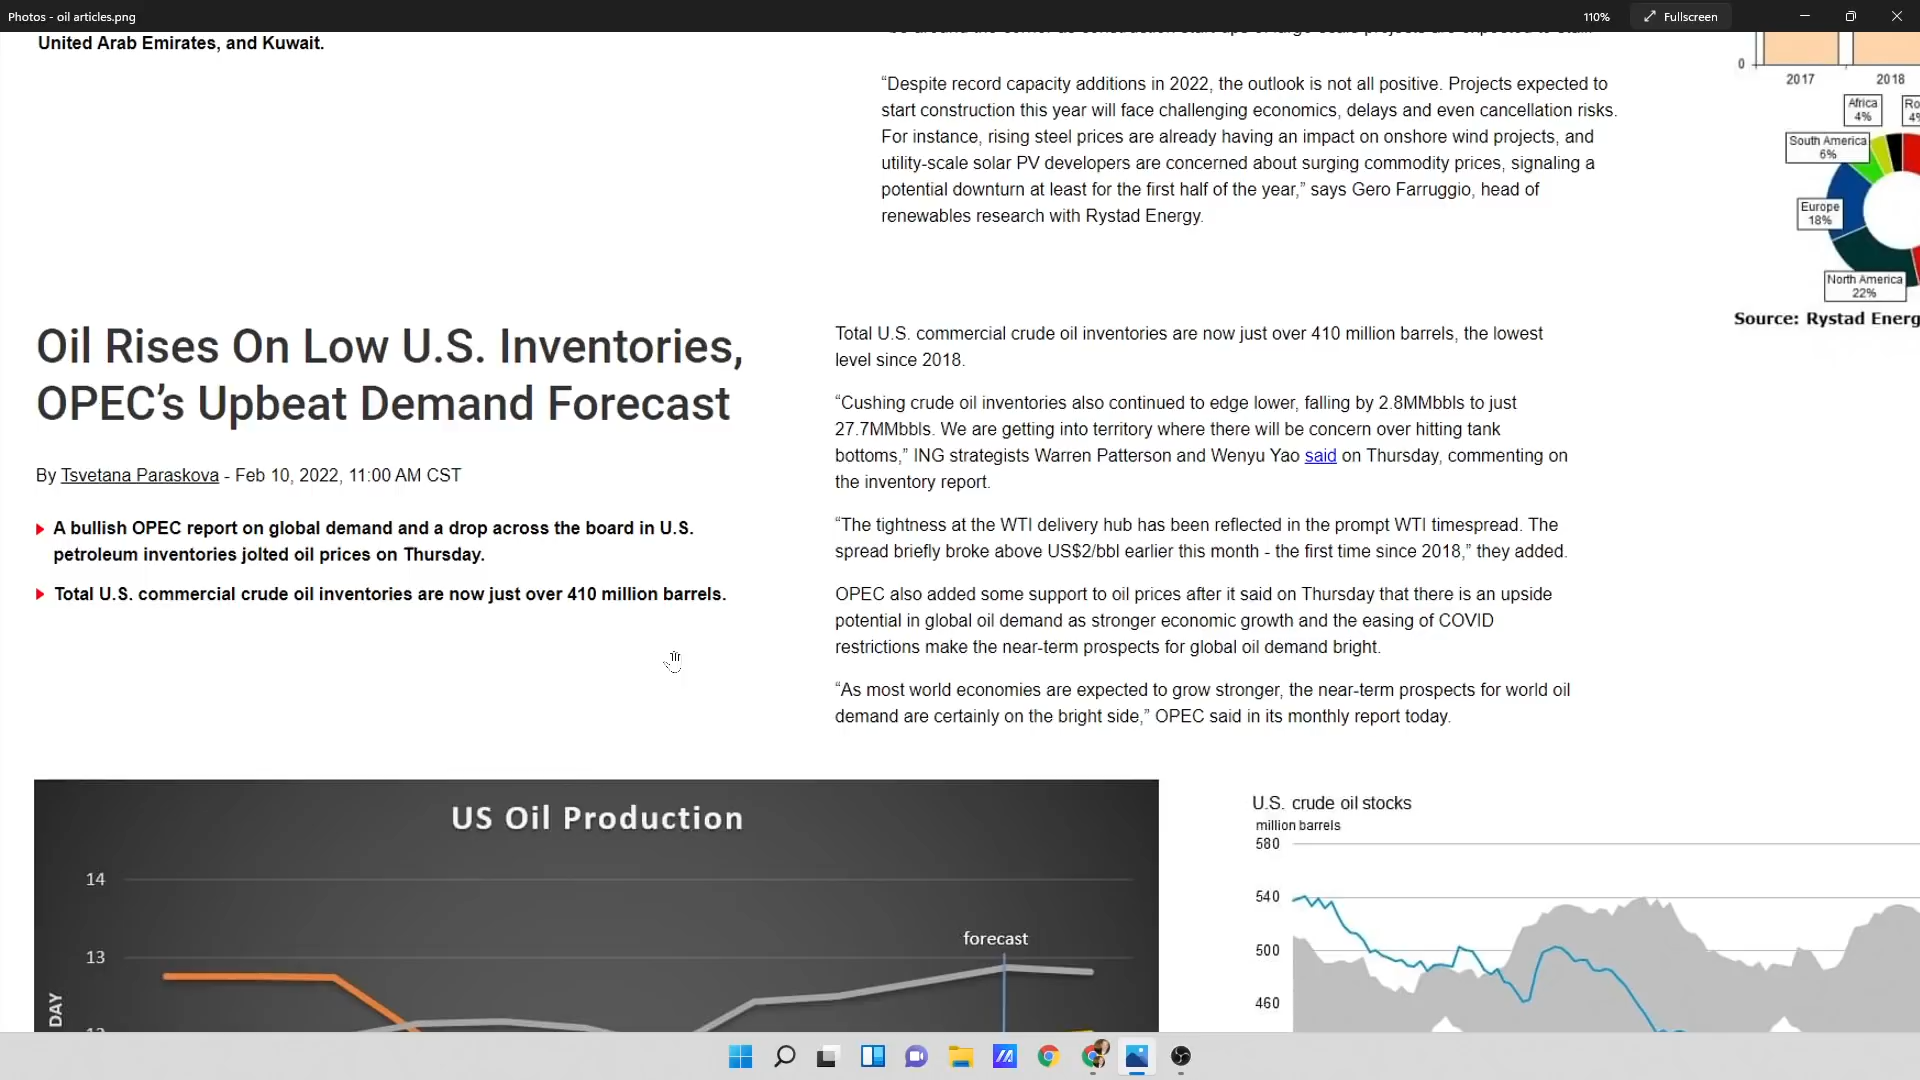 Photos - oil articles.png
110%
Fullscreen
United Arab Emirates, and Kuwait.
“Despite record capacity additions in 2022, the outlook is not all positive. Projects expected to
start construction this year will face challenging economics, delays and even cancellation risks.
For instance, rising steel prices are already having an impact on onshore wind projects, and
utility-scale solar PV developers are concerned about surging commodity prices, signaling a
potential downturn at least for the first half of the year,” says Gero Farruggio, head of
renewables research with Rystad Energy.
0
2017
2018
Africa
4%
South America
6%
Europe
18%
North America
22%
Source: Rystad Energ
Oil Rises On Low U.S. Inventories,
OPEC’s Upbeat Demand Forecast
By Tsvetana Paraskova - Feb 10, 2022, 11:00 AM CST
A bullish OPEC report on global demand and a drop across the board in U.S.
petroleum inventories jolted oil prices on Thursday.
Total U.S. commercial crude oil inventories are now just over 410 million barrels.
Total U.S. commercial crude oil inventories are now just over 410 million barrels, the lowest
level since 2018.
“Cushing crude oil inventories also continued to edge lower, falling by 2.8MMbbls to just
27.7MMbbls. We are getting into territory where there will be concern over hitting tank
bottoms,” ING strategists Warren Patterson and Wenyu Yao said on Thursday, commenting on
the inventory report.
“The tightness at the WTI delivery hub has been reflected in the prompt WTI timespread. The
spread briefly broke above US$2/bbl earlier this month - the first time since 2018,” they added.
OPEC also added some support to oil prices after it said on Thursday that there is an upside
potential in global oil demand as stronger economic growth and the easing of COVID
restrictions make the near-term prospects for global oil demand bright.
“As most world economies are expected to grow stronger, the near-term prospects for world oil
demand are certainly on the bright side,” OPEC said in its monthly report today.
US Oil Production
14
13
forecast
DAY
U.S. crude oil stocks
million barrels
580
540
500
460